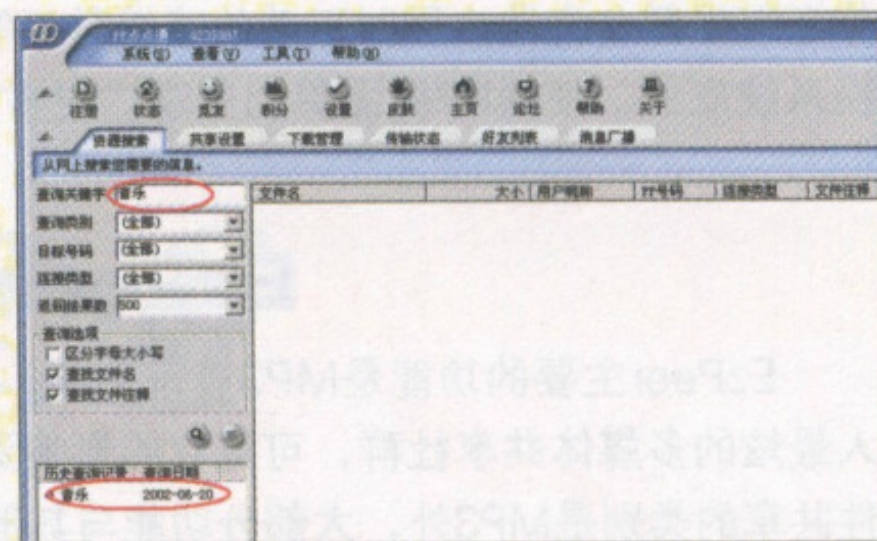 系统(S) 查看(V) 工具(T) 帮助(H)
注册 状态 觅友 积分 设置 皮肤 主页 论坛 帮助 关于
资源搜索 共享设置 下载管理 传输状态 好友列表 消息广播
从网上搜索您需要的信息。
查询关键字 音乐
文件名 大小 用户昵称 PP号码 连接类型 文件注释
查询类别 (全部)
目标号码 (全部)
连接类型 (全部)
返回结果数 500
查询选项
区分字母大小写
查找文件名
查找文件注释
历史查询记录 查询日期
音乐 2002-06-20